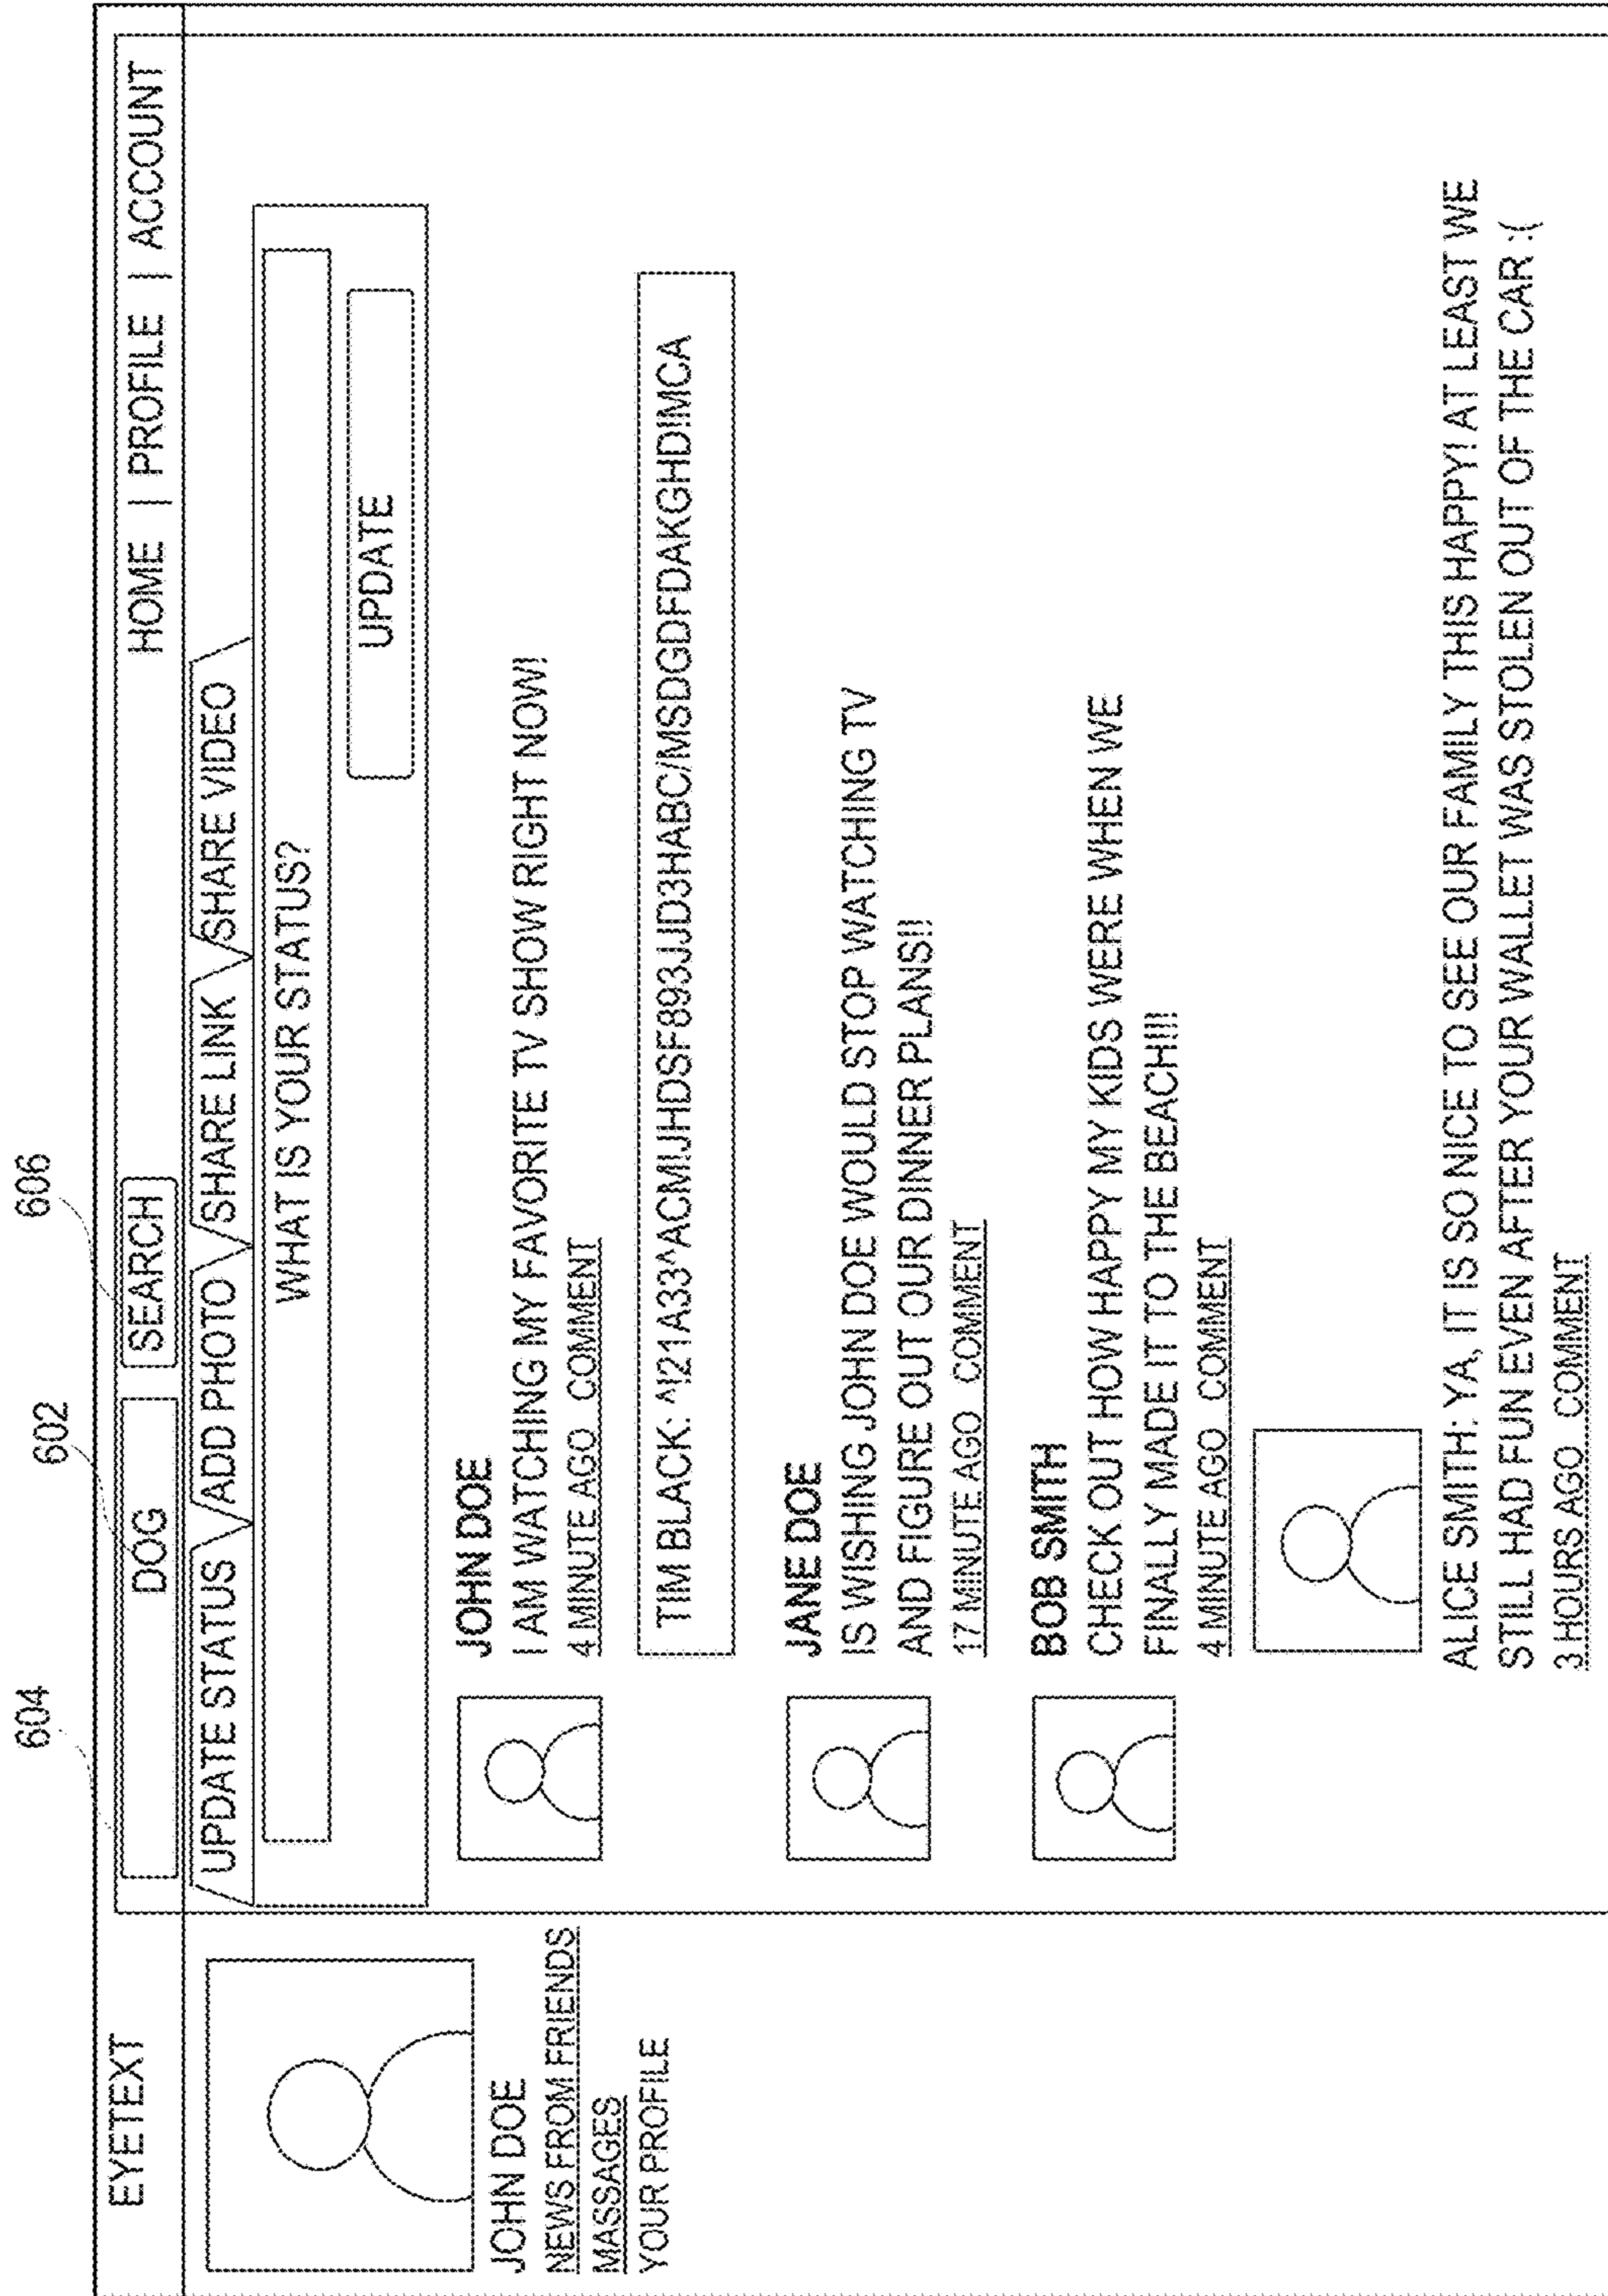 604
602
606
EYETEXT
DOG
SEARCH
HOME | PROFILE | ACCOUNT
UPDATE STATUS
ADD PHOTO
SHARE LINK
SHARE VIDEO
WHAT IS YOUR STATUS?
UPDATE
JOHN DOE
NEWS FROM FRIENDS
MASSAGES
YOUR PROFILE
JOHN DOE
I AM WATCHING MY FAVORITE TV SHOW RIGHT NOW!
4 MINUTE AGO COMMENT
TIM BLACK: ^!21A33^ACM!JHDSF893JJD3HABC/MSDGDFDAKGHD!MCA
JANE DOE
IS WISHING JOHN DOE WOULD STOP WATCHING TV
AND FIGURE OUT OUR DINNER PLANS!!
17 MINUTE AGO COMMENT
BOB SMITH
CHECK OUT HOW HAPPY MY KIDS WERE WHEN WE
FINALLY MADE IT TO THE BEACH!!!
4 MINUTE AGO COMMENT
ALICE SMITH: YA, IT IS SO NICE TO SEE OUR FAMILY THIS HAPPY! AT LEAST WE
STILL HAD FUN EVEN AFTER YOUR WALLET WAS STOLEN OUT OF THE CAR :(
3 HOURS AGO COMMENT